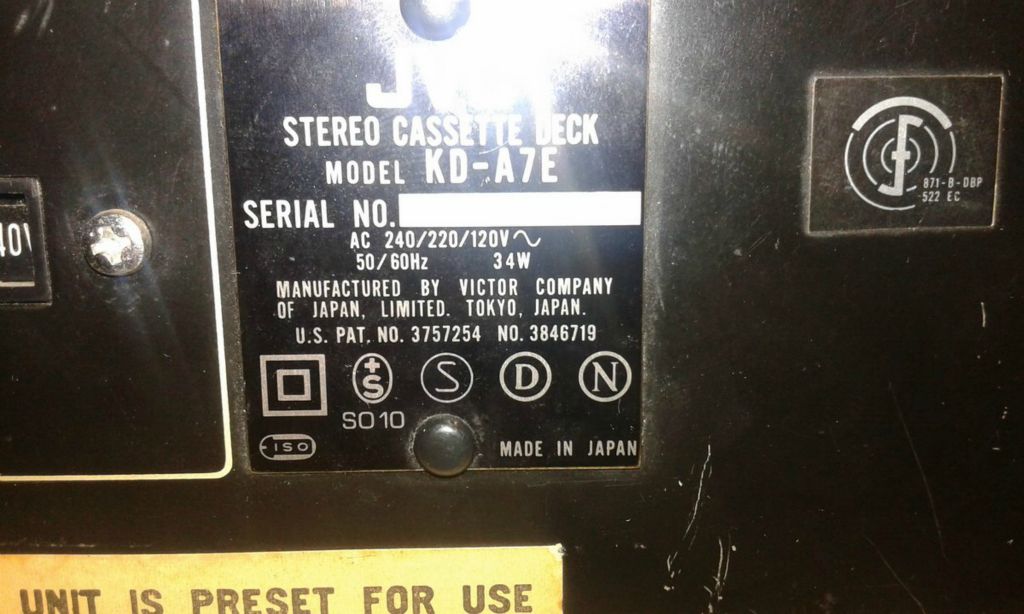 JVC
STEREO CASSETTE DECK
MODEL KD-A7E
SERIAL NO.
AC 240/220/120V~
50/60Hz 34W
MANUFACTURED BY VICTOR COMPANY
OF JAPAN, LIMITED. TOKYO, JAPAN.
U.S. PAT. NO. 3757254 NO. 3846719
S S D N
SO10
ISO
MADE IN JAPAN
871-B-DBP
522 EC
UNIT IS PRESET FOR USE